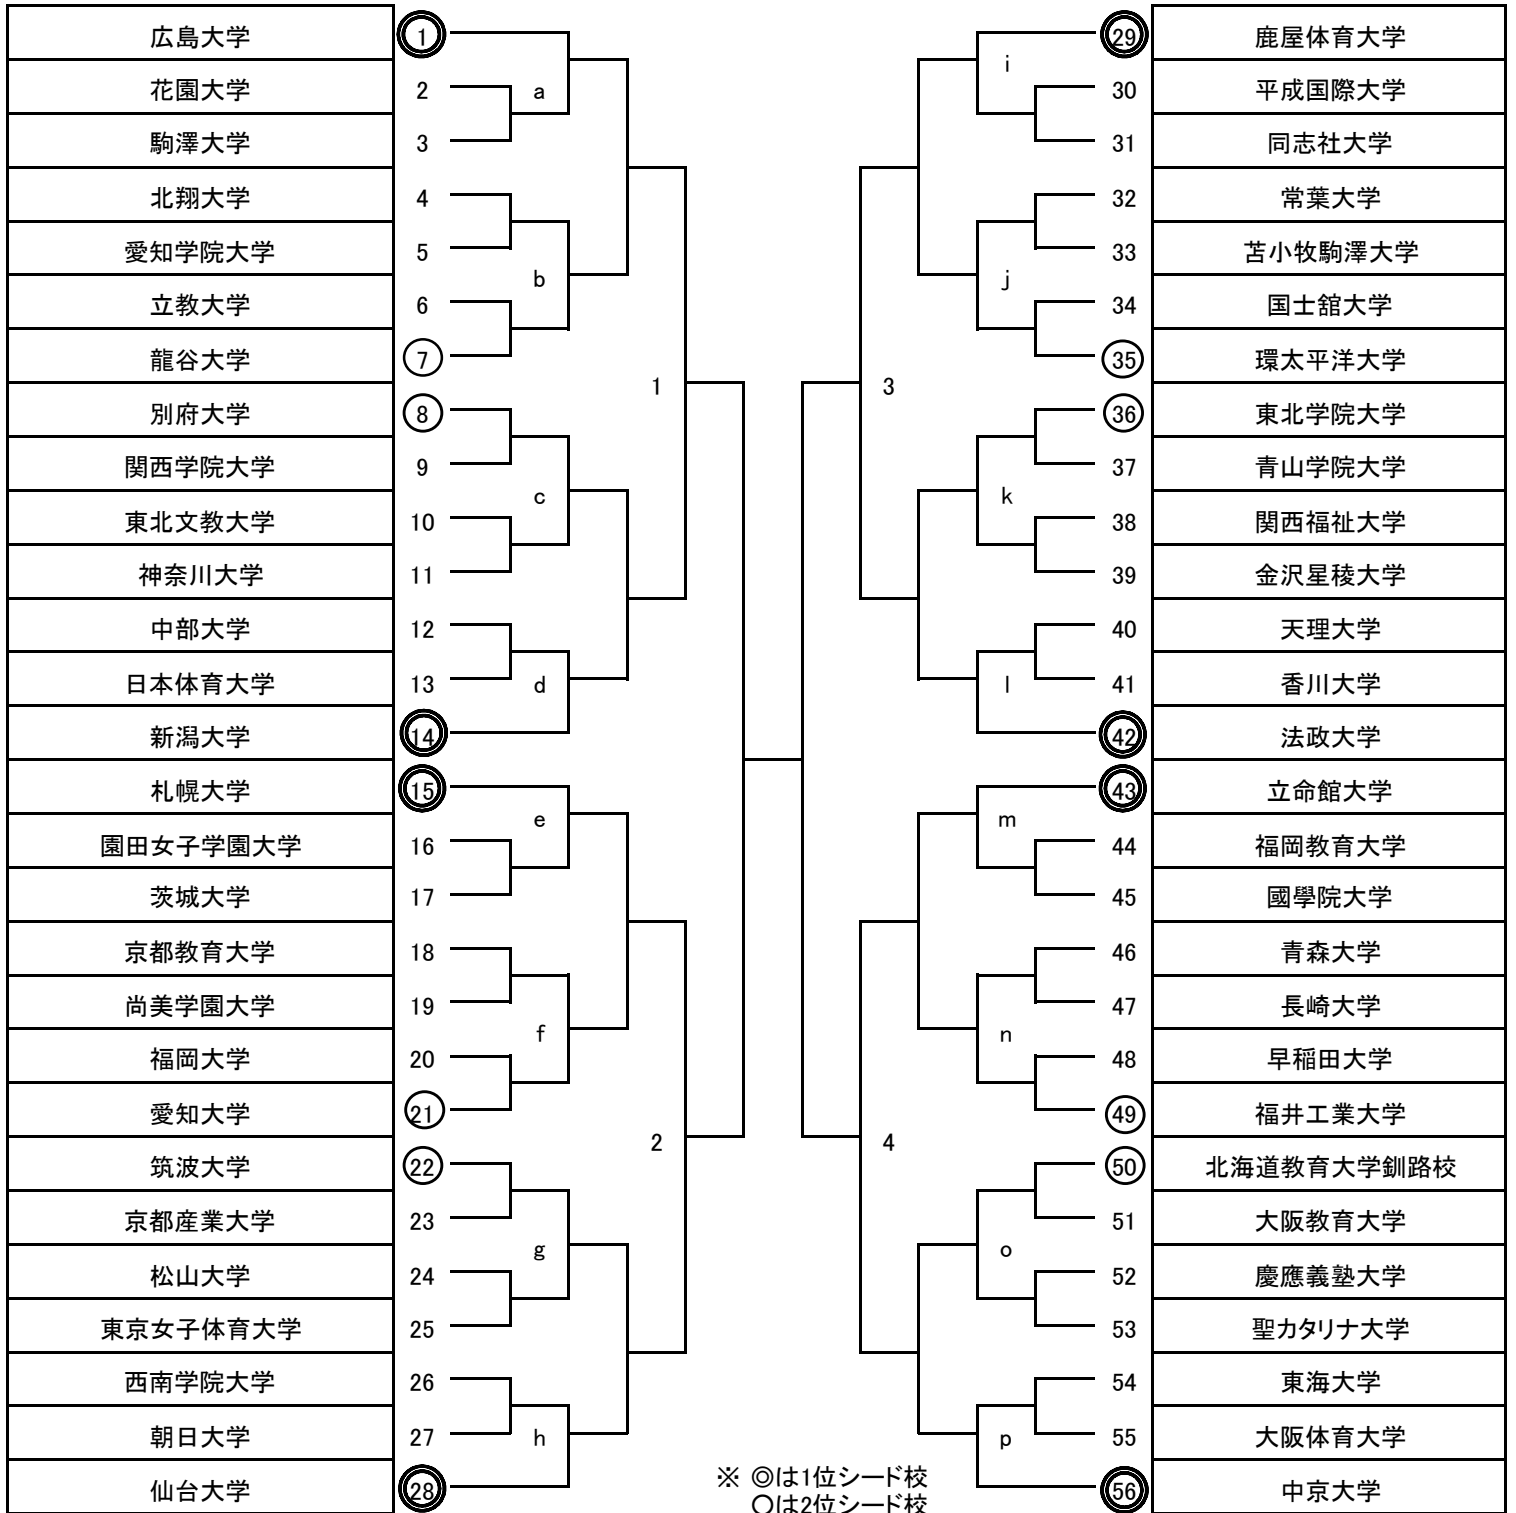 広島大学 1 29 鹿屋体育大学
i
花園大学 2 a 30 平成国際大学
駒澤大学 3 31 同志社大学
北翔大学 4 32 常葉大学
愛知学院大学 5 33 苫小牧駒澤大学
b j
立教大学 6 34 国士舘大学
龍谷大学 7 35 環太平洋大学
1 3
別府大学 8 36 東北学院大学
関西学院大学 9 37 青山学院大学
c k
東北文教大学 10 38 関西福祉大学
神奈川大学 11 39 金沢星稜大学
中部大学 12 40 天理大学
日本体育大学 13 d l 41 香川大学
新潟大学 14 42 法政大学
札幌大学 15 43 立命館大学
e m
園田女子学園大学 16 44 福岡教育大学
茨城大学 17 45 國學院大学
京都教育大学 18 46 青森大学
尚美学園大学 19 47 長崎大学
f n
福岡大学 20 48 早稲田大学
愛知大学 21 49 福井工業大学
2 4
筑波大学 22 50 北海道教育大学釧路校
京都産業大学 23 51 大阪教育大学
g o
松山大学 24 52 慶應義塾大学
東京女子体育大学 25 53 聖カタリナ大学
西南学院大学 26 54 東海大学
朝日大学 27 h p 55 大阪体育大学
※ ◎は1位シード校
仙台大学 28 56 中京大学
○は2位シード校